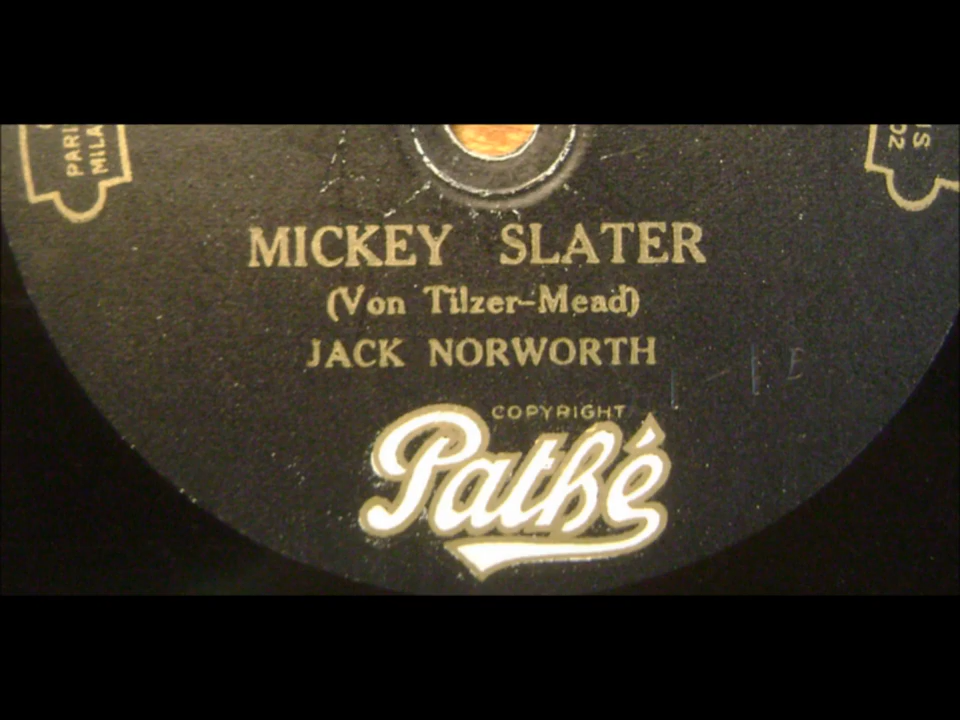 MICKEY SLATER
(Von Tilzer-Mead)
JACK NORWORTH
COPYRIGHT
Pathé